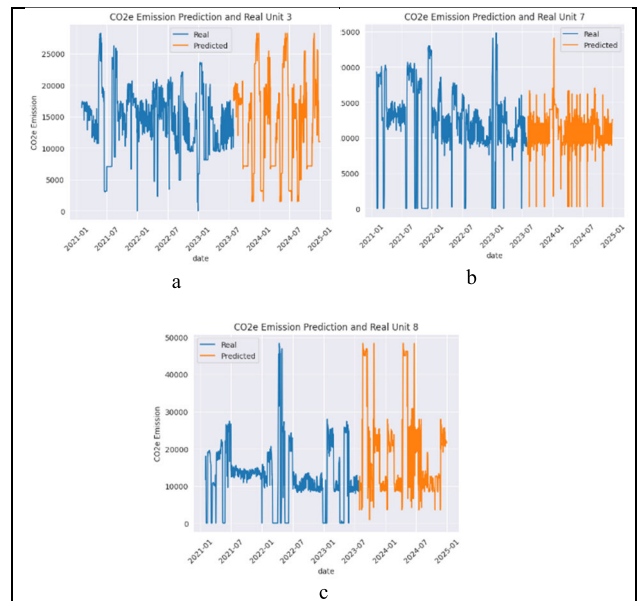 CO2e Emission Prediction and Real Unit 3
Real
Predicted
CO2e Emission
25000
20000
15000
10000
5000
0
2021-01
2021-07
2022-01
2022-07
2023-01
2023-07
2024-01
2024-07
2025-01
date
a
CO2e Emission Prediction and Real Unit 7
Real
Predicted
5000
0000
5000
0000
5000
0
2021-01
2021-07
2022-01
2022-07
2023-01
2023-07
2024-01
2024-07
2025-01
date
b
CO2e Emission Prediction and Real Unit 8
Real
Predicted
CO2e Emission
50000
40000
30000
20000
10000
0
2021-01
2021-07
2022-01
2022-07
2023-01
2023-07
2024-01
2024-07
2025-01
date
c